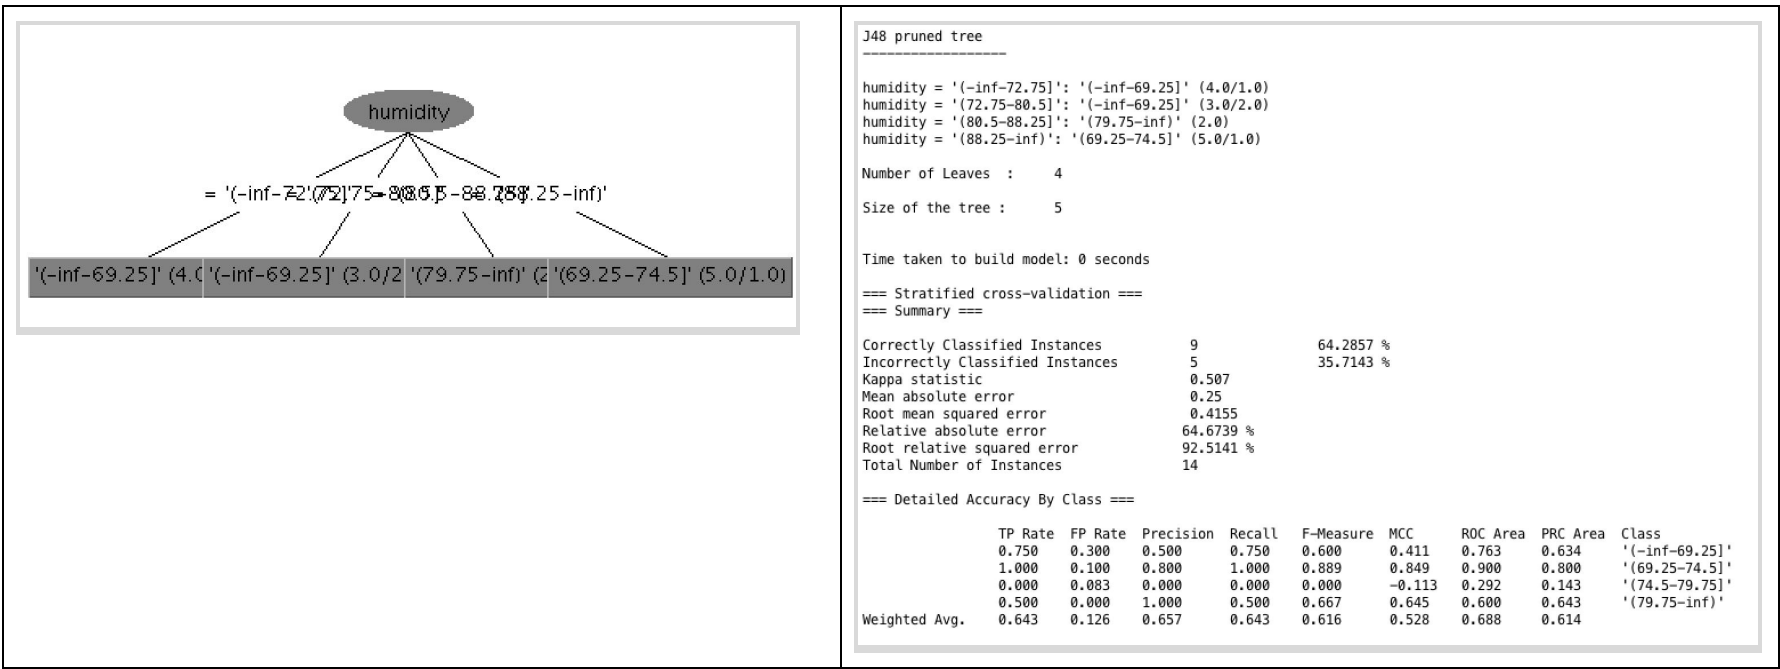 humidity
= '(-inf-72.75]'
'(-inf-69.25]' (4.0
'(-inf-69.25]' (3.0/2
'(79.75-inf)' (2
'(69.25-74.5]' (5.0/1.0)
J48 pruned tree
------------------
humidity = '(-inf-72.75]': '(-inf-69.25]' (4.0/1.0)
humidity = '(72.75-80.5]': '(-inf-69.25]' (3.0/2.0)
humidity = '(80.5-88.25]': '(79.75-inf)' (2.0)
humidity = '(88.25-inf)': '(69.25-74.5]' (5.0/1.0)
Number of Leaves  :     4
Size of the tree :      5
Time taken to build model: 0 seconds
=== Stratified cross-validation ===
=== Summary ===
Correctly Classified Instances           9               64.2857 %
Incorrectly Classified Instances         5               35.7143 %
Kappa statistic                          0.507
Mean absolute error                      0.25
Root mean squared error                  0.4155
Relative absolute error                 64.6739 %
Root relative squared error             92.5141 %
Total Number of Instances               14
=== Detailed Accuracy By Class ===
TP Rate  FP Rate  Precision  Recall   F-Measure  MCC      ROC Area  PRC Area  Class
0.750    0.300    0.500      0.750    0.600      0.411    0.763     0.634     '(-inf-69.25]'
1.000    0.100    0.800      1.000    0.889      0.849    0.900     0.800     '(69.25-74.5]'
0.000    0.083    0.000      0.000    0.000      -0.113   0.292     0.143     '(74.5-79.75]'
0.500    0.000    1.000      0.500    0.667      0.645    0.600     0.643     '(79.75-inf)'
Weighted Avg.    0.643    0.126    0.657      0.643    0.616      0.528    0.688     0.614